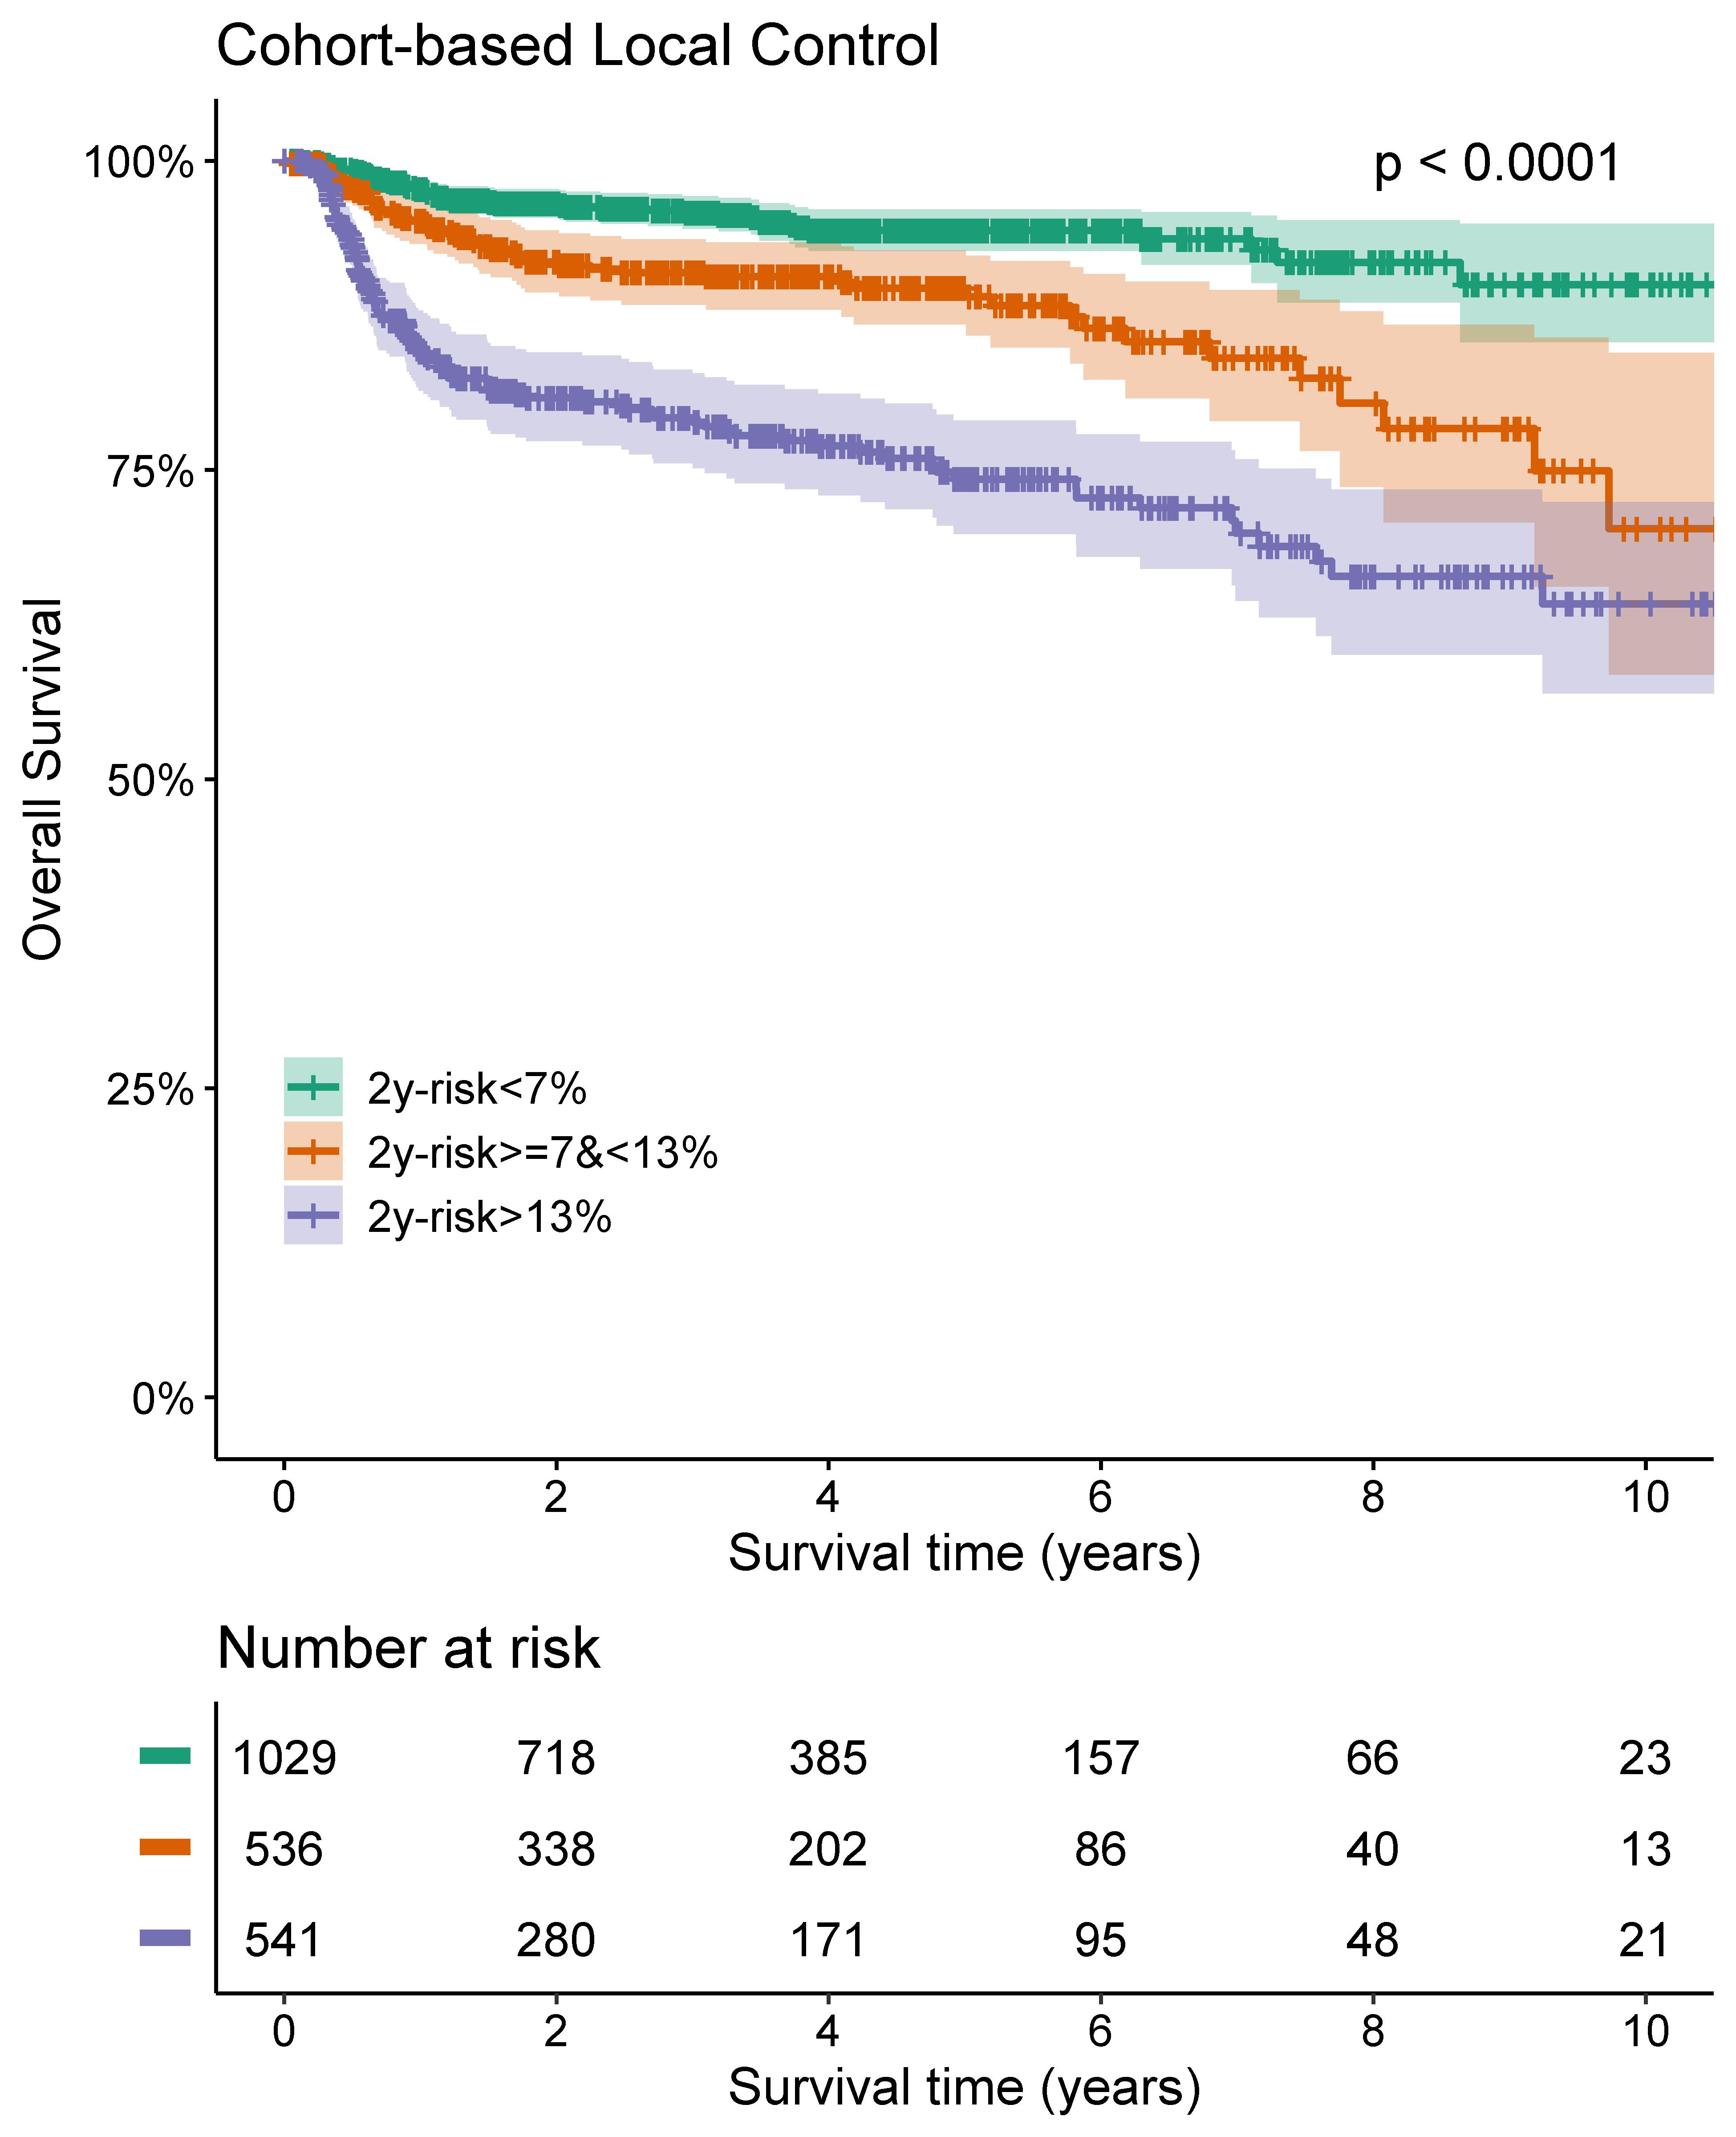 Cohort-based Local Control
p < 0.0001
Overall Survival
100%
75%
50%
25%
0%
2y-risk<7%
2y-risk>=7&<13%
2y-risk>13%
0 2 4 6 8 10
Survival time (years)
Number at risk
1029 718 385 157 66 23
536 338 202 86 40 13
541 280 171 95 48 21
0 2 4 6 8 10
Survival time (years)